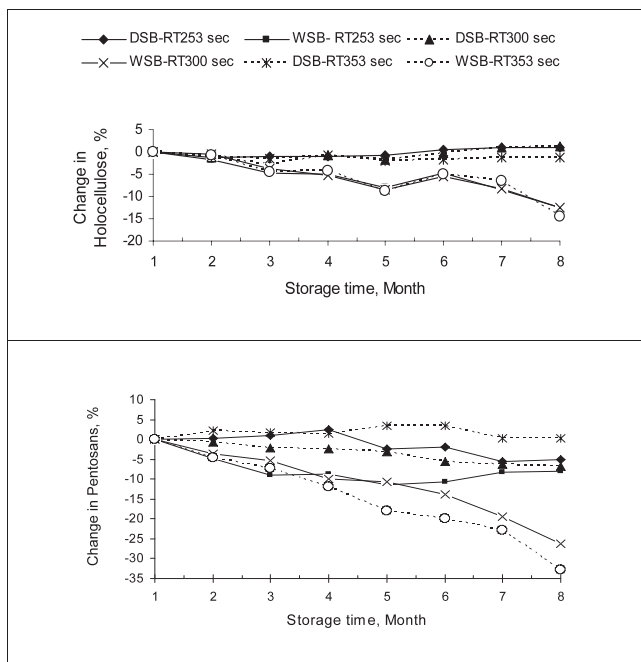 DSB-RT253 sec WSB- RT253 sec DSB-RT300 sec
WSB-RT300 sec DSB-RT353 sec WSB-RT353 sec
Change in
Holocellulose, %
5
0
-5
-10
-15
-20
1 2 3 4 5 6 7 8
Storage time, Month
Change in Pentosans, %
10
5
0
-5
-10
-15
-20
-25
-30
-35
1 2 3 4 5 6 7 8
Storage time, Month